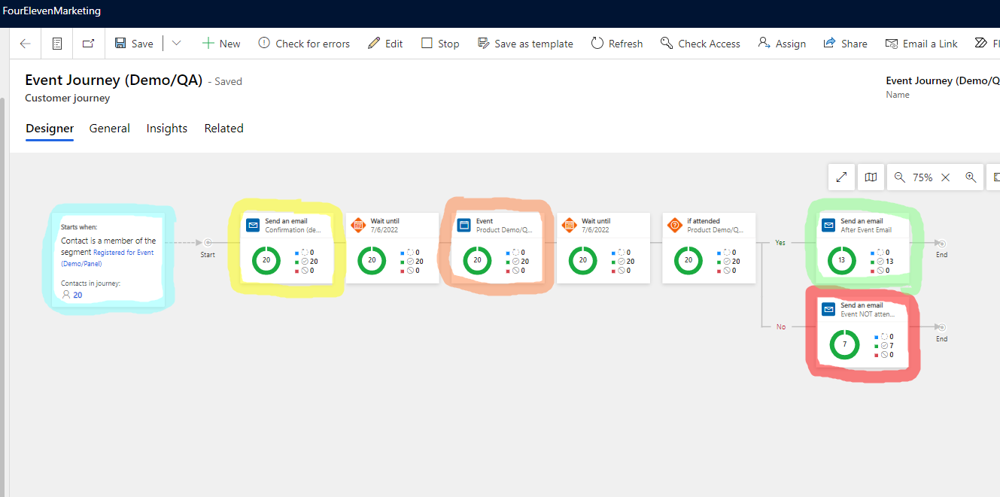 FourElevenMarketing
Save New Check for errors Edit Stop Save as template Refresh Check Access Assign Share Email a Link Fl
Event Journey (Demo/QA) - Saved
Customer journey
Event Journey (Demo/Q
Name
Designer General Insights Related
75%
Starts when:
Contact is a member of the
segment Registered for Event
(Demo/Panel)
Contacts in journey:
20
Start
Send an email
Confirmation (de...
20
0
20
0
Wait until
7/6/2022
20
0
20
0
Event
Product Demo/Q...
20
0
20
0
Wait until
7/6/2022
20
0
20
0
if attended
Product Demo/Q...
20
0
20
0
Yes
Send an email
After Event Email
13
0
13
0
End
No
Send an email
Event NOT atten...
7
0
7
0
End